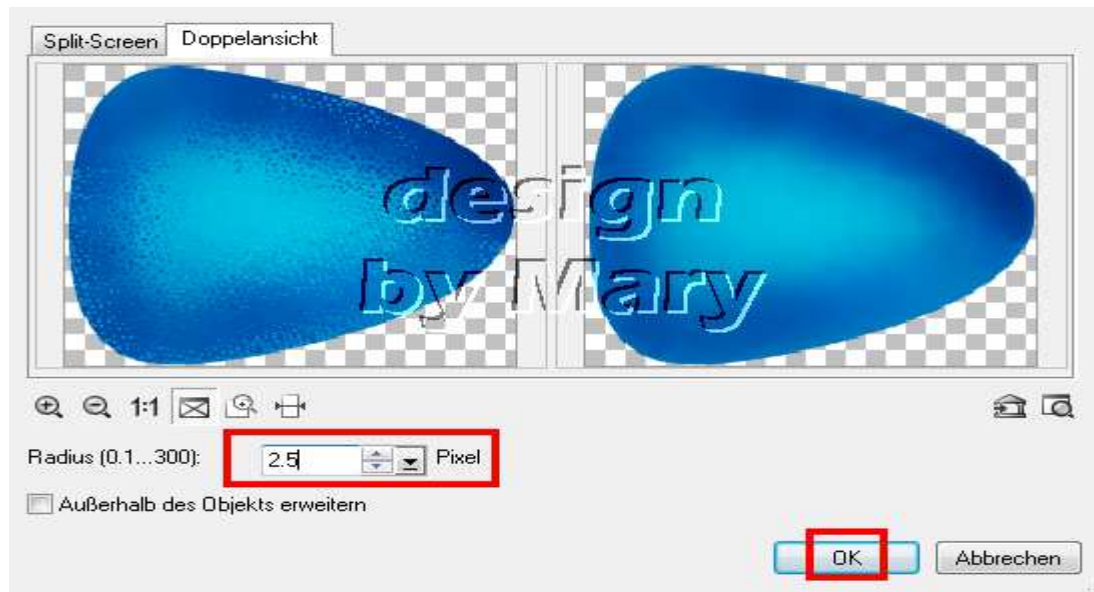 Split-Screen Doppelansicht
design
by Mary
1:1
Radius (0.1...300): 2.5 Pixel
Außerhalb des Objekts erweitern
OK Abbrechen